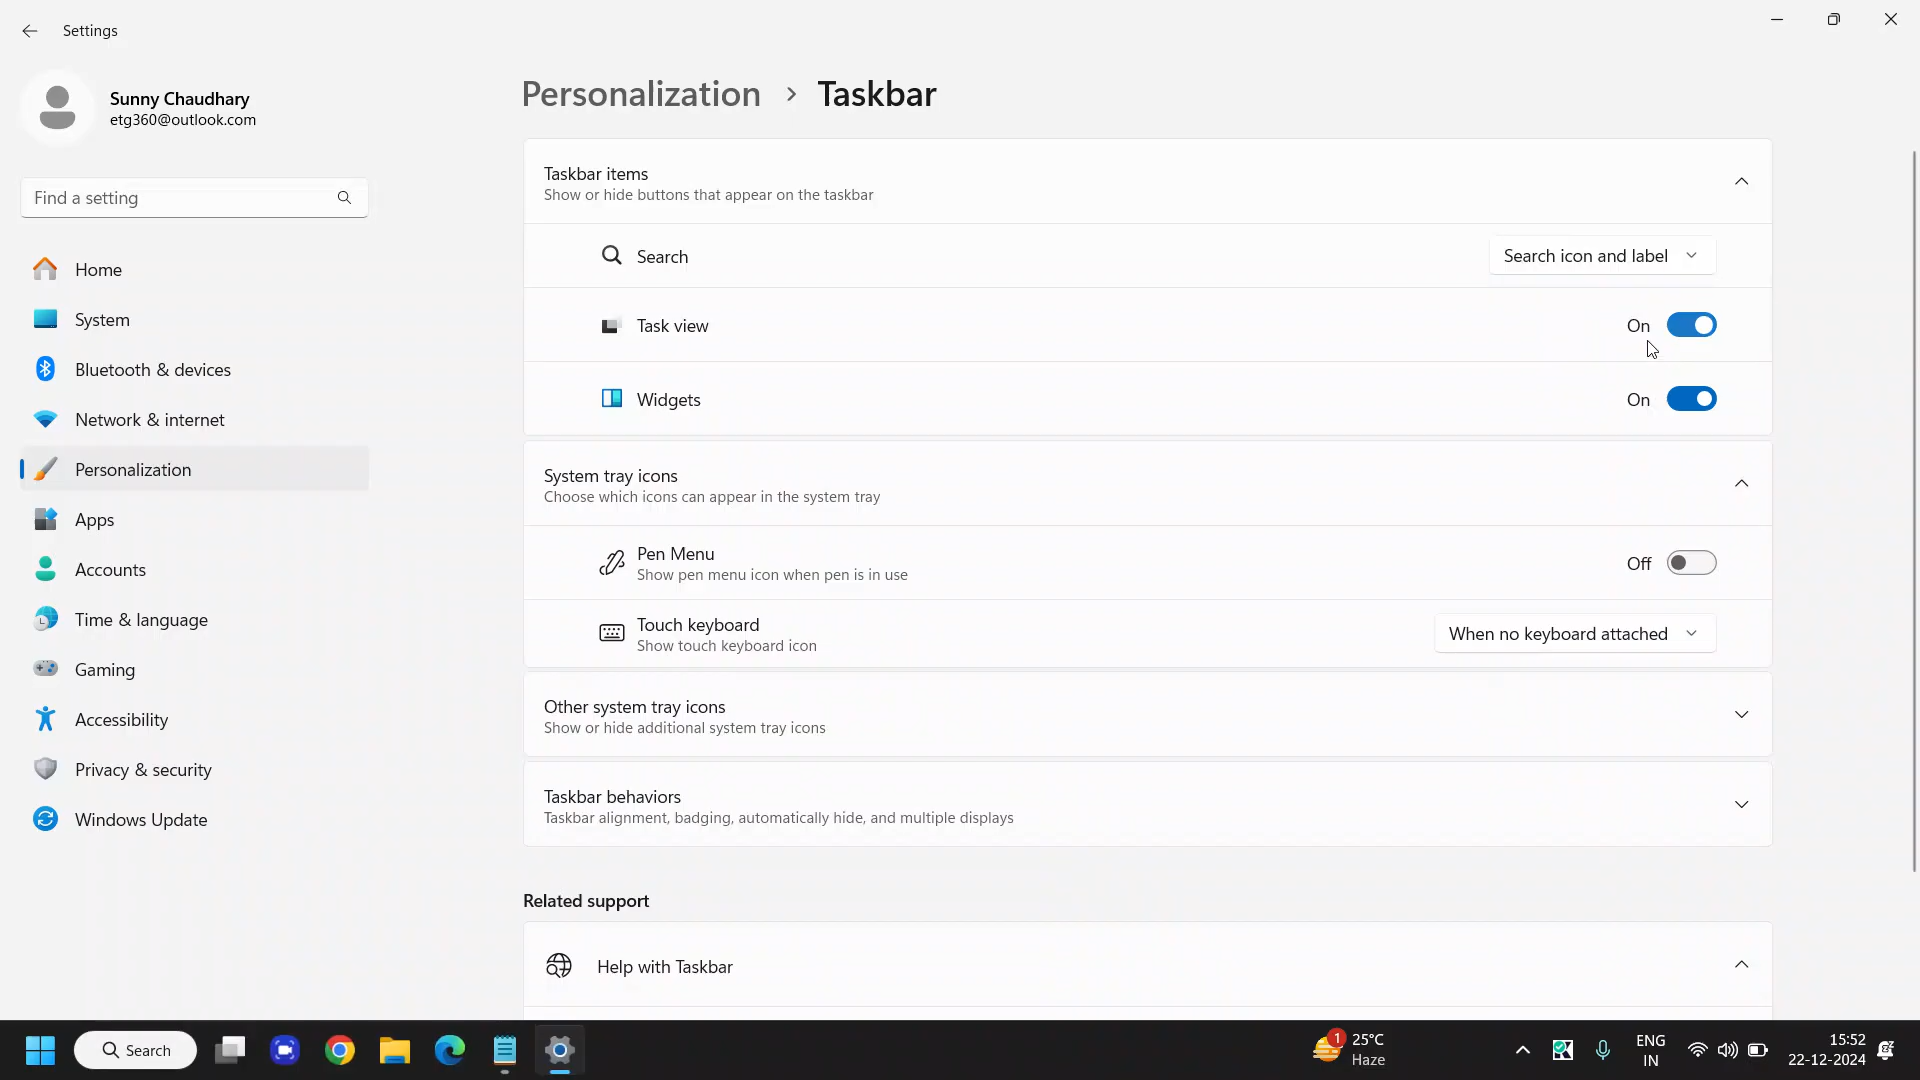 Settings
Sunny Chaudhary
etg360@outlook.com
Find a setting
Home
System
Bluetooth & devices
Network & internet
Personalization
Apps
Accounts
Time & language
Gaming
Accessibility
Privacy & security
Windows Update
Personalization > Taskbar
Taskbar items
Show or hide buttons that appear on the taskbar
Search
Search icon and label
Task view
On
Widgets
On
System tray icons
Choose which icons can appear in the system tray
Pen Menu
Show pen menu icon when pen is in use
Off
Touch keyboard
Show touch keyboard icon
When no keyboard attached
Other system tray icons
Show or hide additional system tray icons
Taskbar behaviors
Taskbar alignment, badging, automatically hide, and multiple displays
Related support
Help with Taskbar
Search
1
25°C
Haze
ENG
IN
15:52
22-12-2024